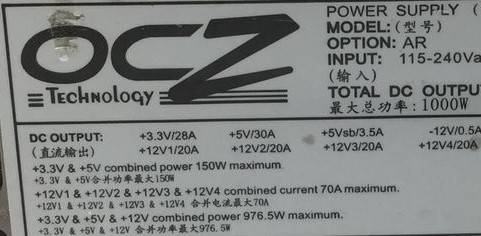 OCZ
Technology
POWER SUPPLY (
MODEL:(型号)
OPTION: AR
INPUT: 115-240Va
(输入)
TOTAL DC OUTPU
最大总功率:1000W
DC OUTPUT: +3.3V/28A +5V/30A +5Vsb/3.5A -12V/0.5A
(直流输出) +12V1/20A +12V2/20A +12V3/20A +12V4/20A
+3.3V & +5V combined power 150W maximum.
+3.3V & +5V合并功率最大150W
+12V1 & +12V2 & +12V3 & +12V4 combined current 70A maximum.
+12V1 & +12V2 & +12V3 & +12V4 合并电流最大70A
+3.3V & +5V & +12V combined power 976.5W maximum.
+3.3V & +5V & +12V 合并功率最大976.5W